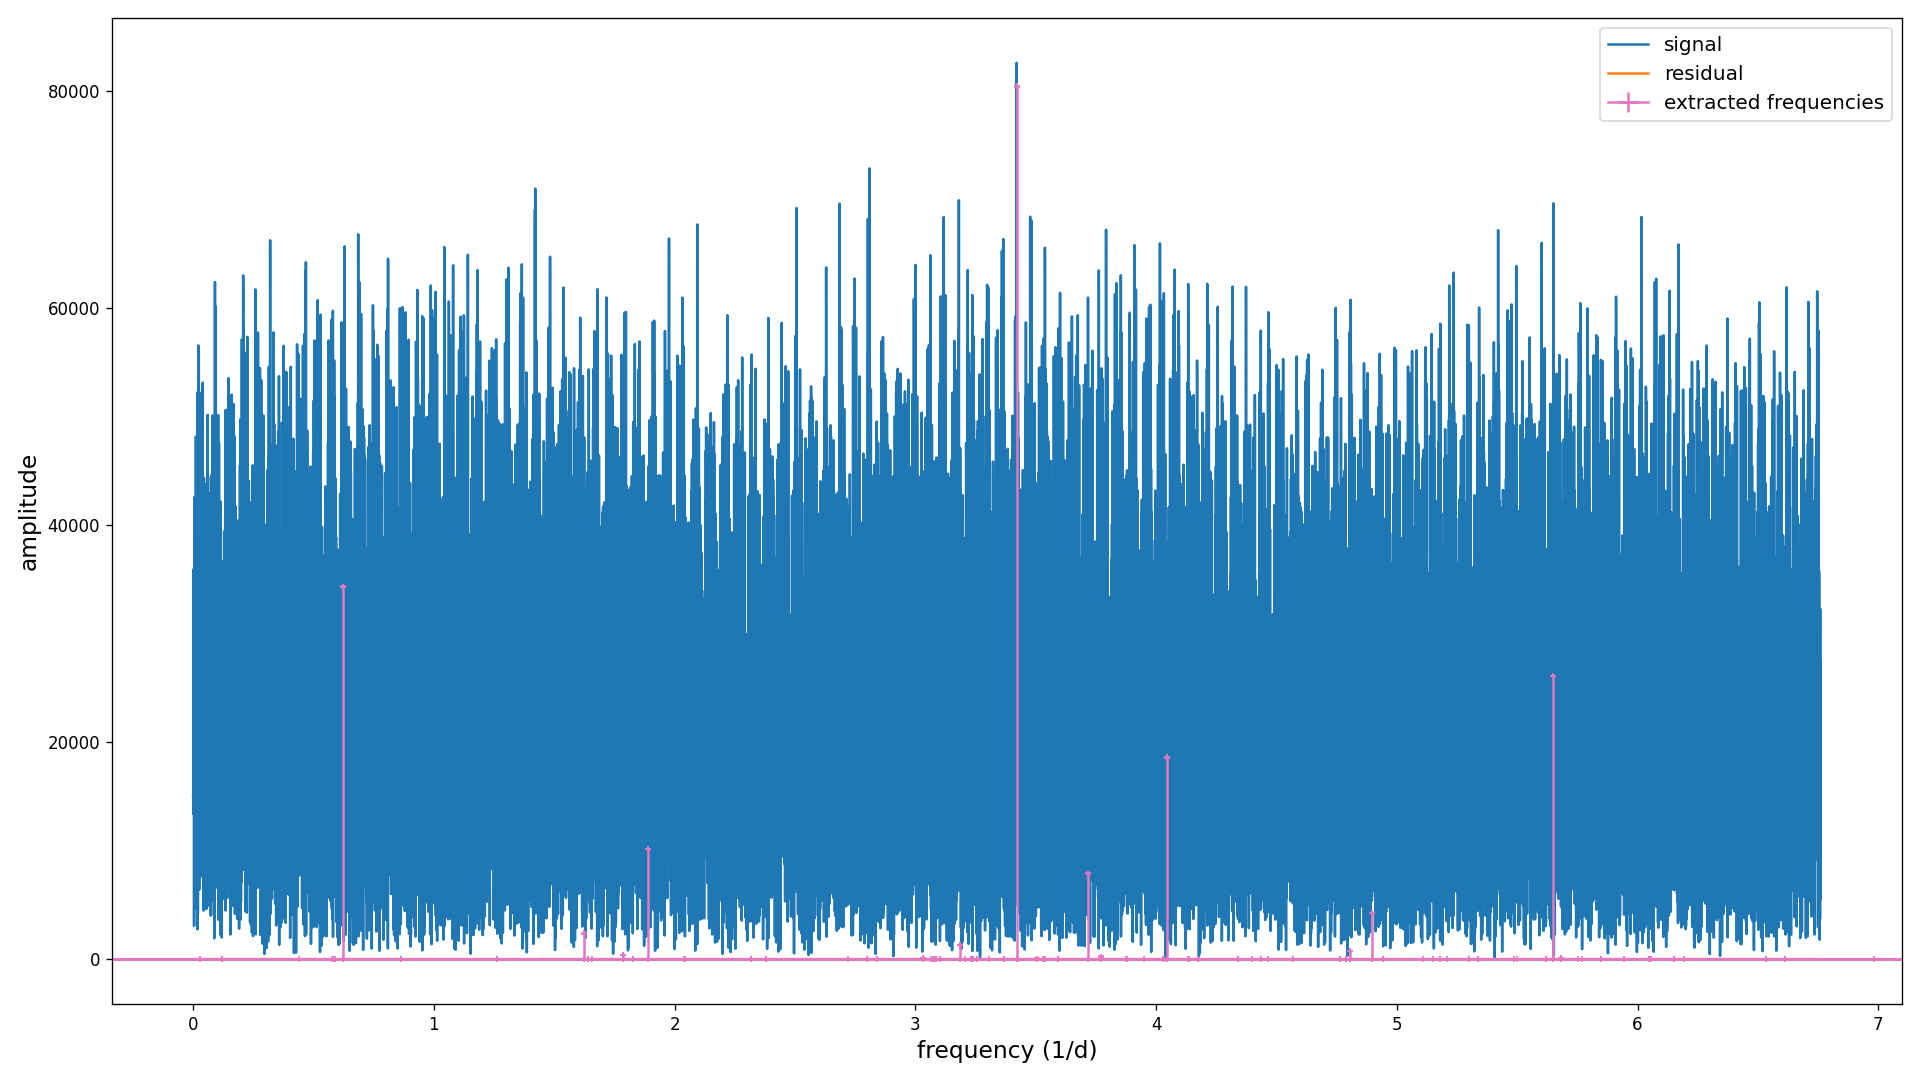 signal
residual
extracted frequencies
amplitude
80000
60000
40000
20000
0
0 1 2 3 4 5 6 7
frequency (1/d)